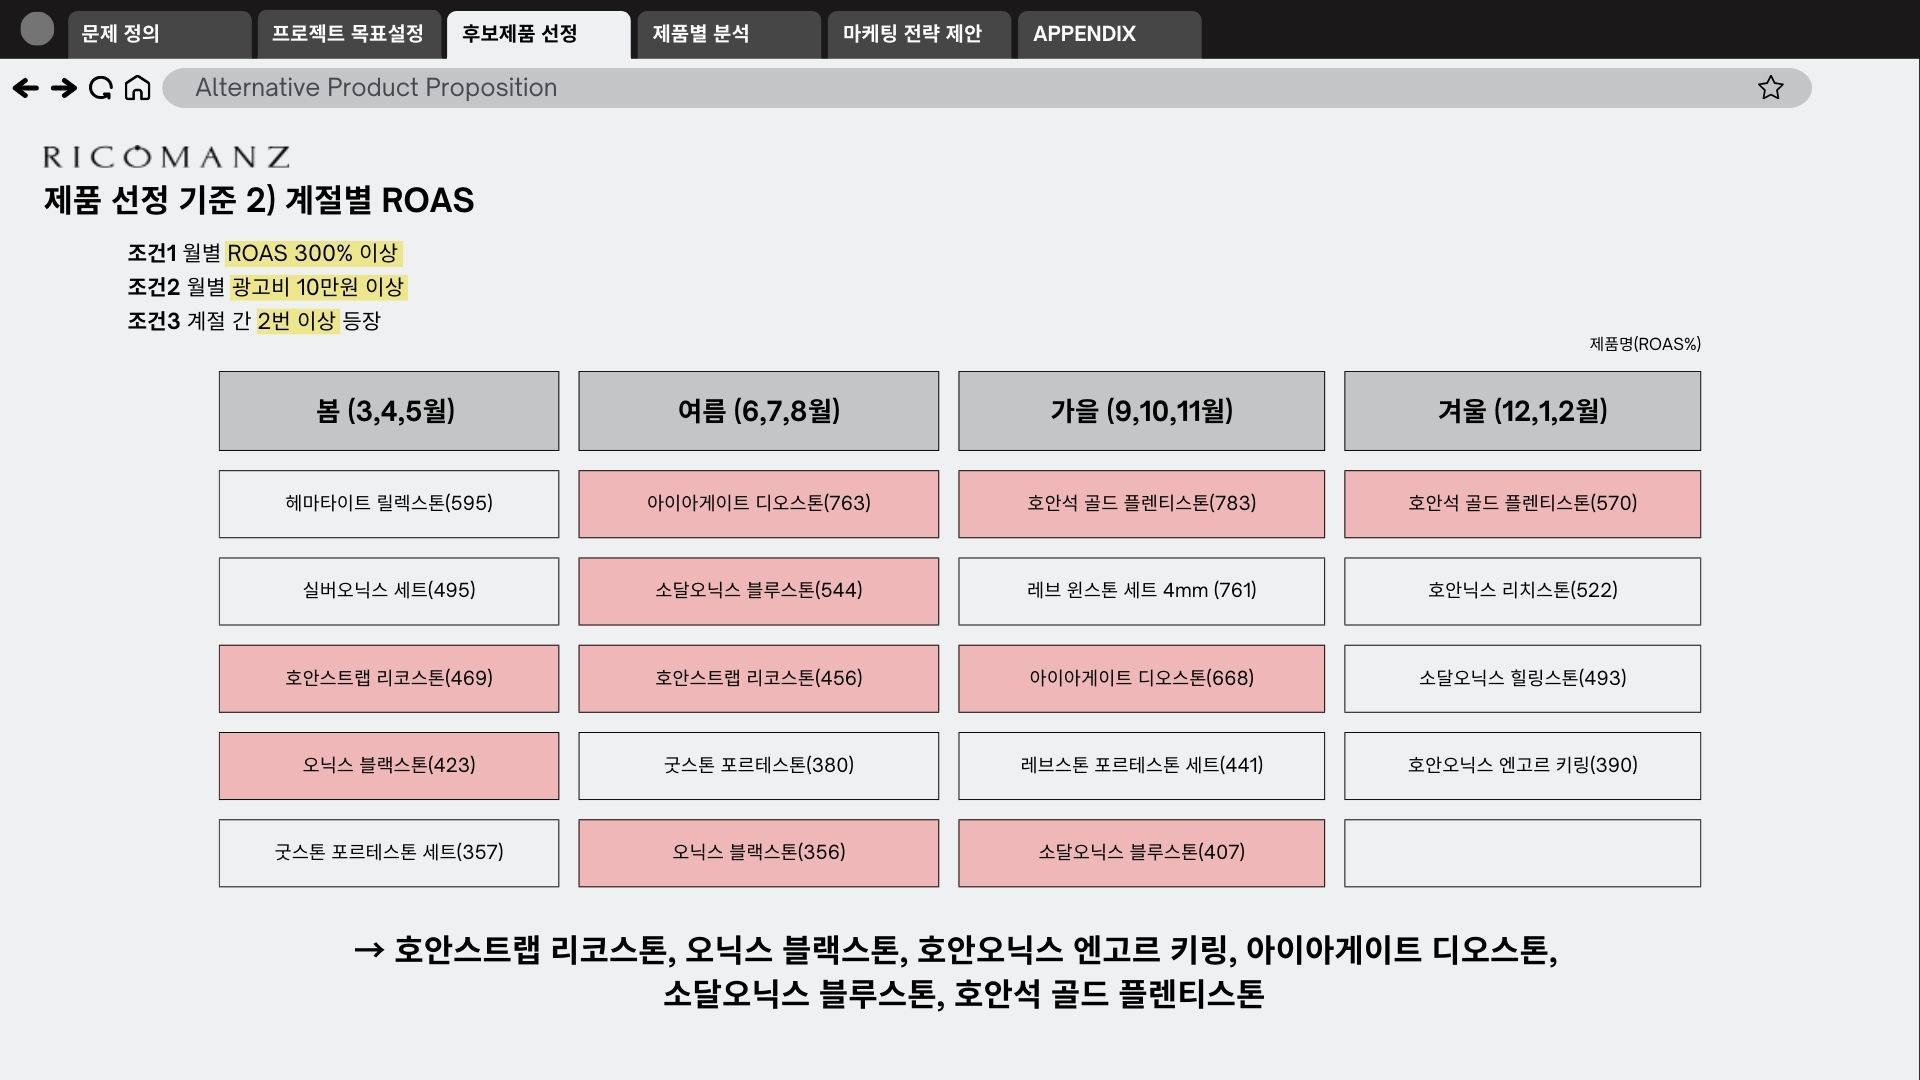 문제 정의
프로젝트 목표설정
후보제품 선정
제품별 분석
마케팅 전략 제안
APPENDIX
Alternative Product Proposition
RICOMANZ
제품 선정 기준 2) 계절별 ROAS
조건1 월별 ROAS 300% 이상
조건2 월별 광고비 10만원 이상
조건3 계절 간 2번 이상 등장
제품명(ROAS%)
봄 (3,4,5월)
여름 (6,7,8월)
가을 (9,10,11월)
겨울 (12,1,2월)
헤마타이트 릴렉스톤(595)
아이아게이트 디오스톤(763)
호안석 골드 플렌티스톤(783)
호안석 골드 플렌티스톤(570)
실버오닉스 세트(495)
소달오닉스 블루스톤(544)
레브 윈스톤 세트 4mm (761)
호안닉스 리치스톤(522)
호안스트랩 리코스톤(469)
호안스트랩 리코스톤(456)
아이아게이트 디오스톤(668)
소달오닉스 힐링스톤(493)
오닉스 블랙스톤(423)
굿스톤 포르테스톤(380)
레브스톤 포르테스톤 세트(441)
호안오닉스 엔고르 키링(390)
굿스톤 포르테스톤 세트(357)
오닉스 블랙스톤(356)
소달오닉스 블루스톤(407)
→ 호안스트랩 리코스톤, 오닉스 블랙스톤, 호안오닉스 엔고르 키링, 아이아게이트 디오스톤,
소달오닉스 블루스톤, 호안석 골드 플렌티스톤